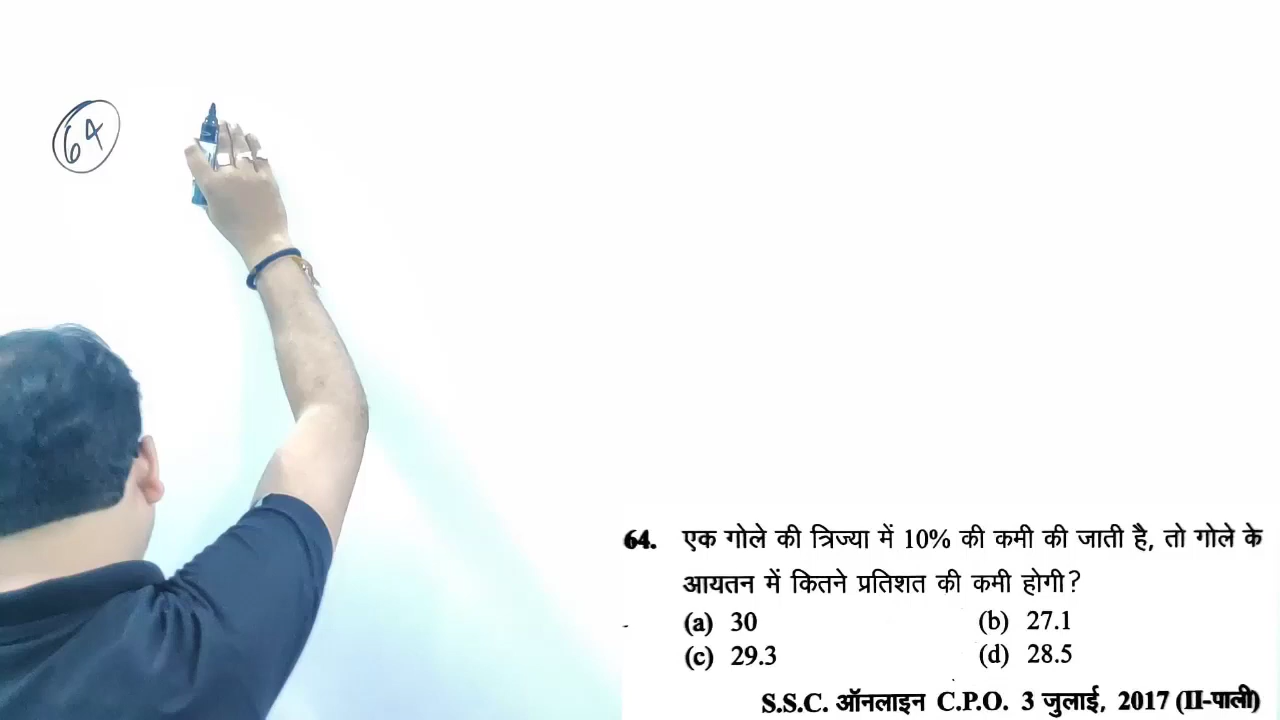 64
64. एक गोले की त्रिज्या में 10% की कमी की जाती है, तो गोले के
आयतन में कितने प्रतिशत की कमी होगी?
(a) 30 (b) 27.1
(c) 29.3 (d) 28.5
S.S.C. ऑनलाइन C.P.O. 3 जुलाई, 2017 (II-पाली)